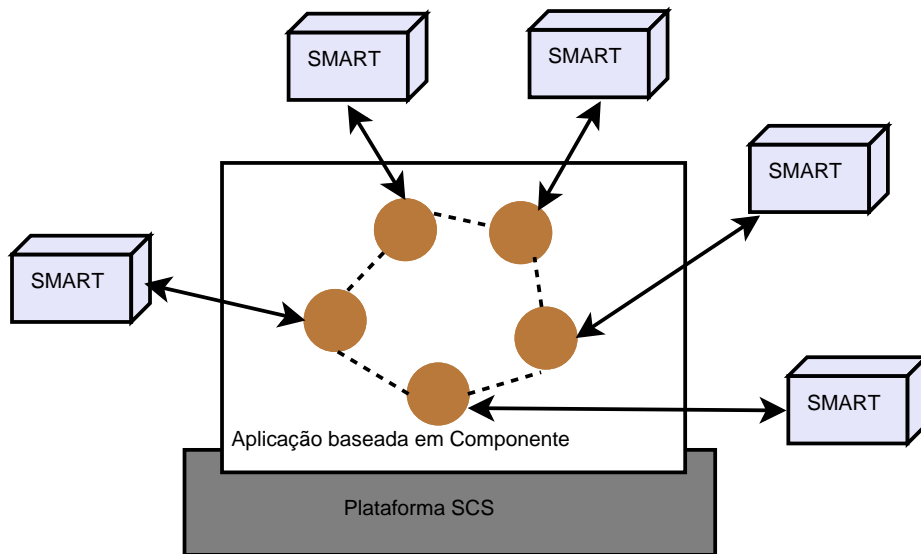 SMART
SMART
SMART
SMART
SMART
Aplicação baseada em Componente
Plataforma SCS